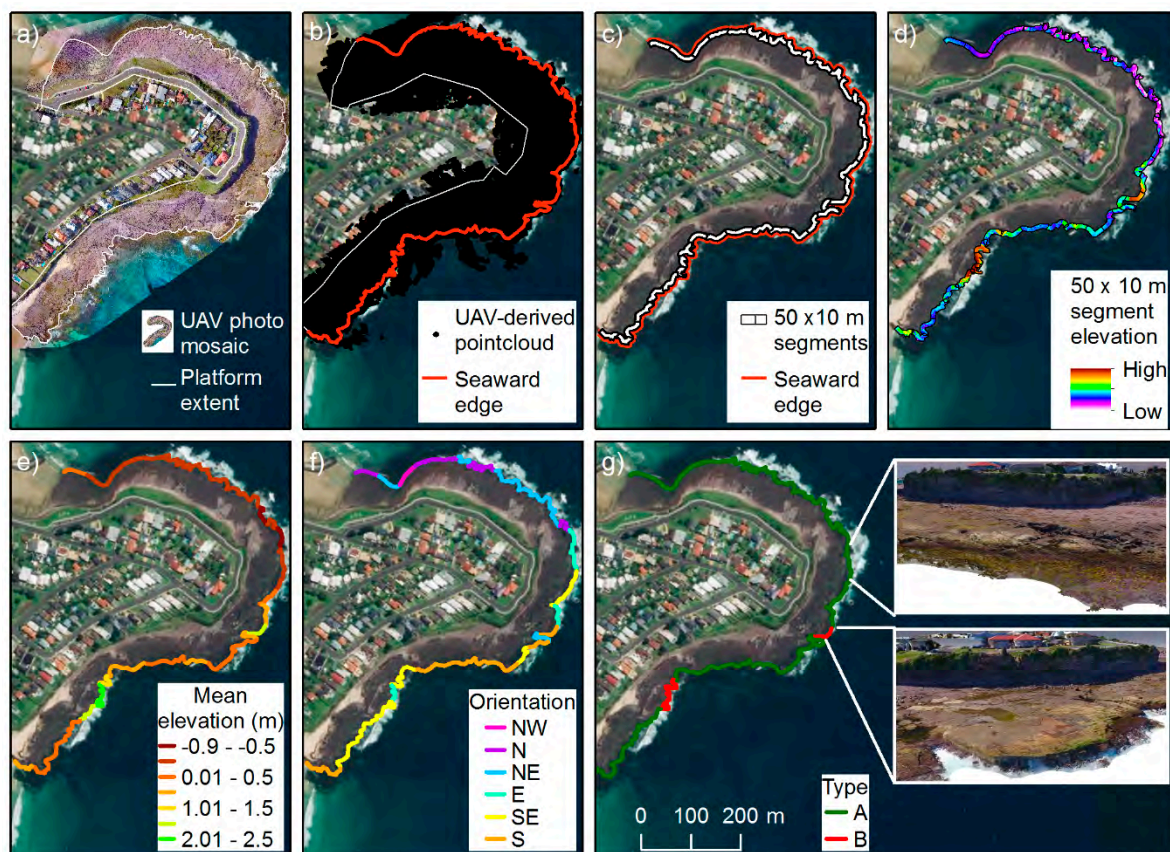 a)
UAV photo
mosaic
Platform
extent
b)
UAV-derived
pointcloud
Seaward
edge
c)
50 x10 m
segments
Seaward
edge
d)
50 x 10 m
segment
elevation
High
Low
e)
Mean
elevation (m)
-0.9 - -0.5
0.01 - 0.5
1.01 - 1.5
2.01 - 2.5
f)
Orientation
NW
N
NE
E
SE
S
g)
Type
A
B
0 100 200 m